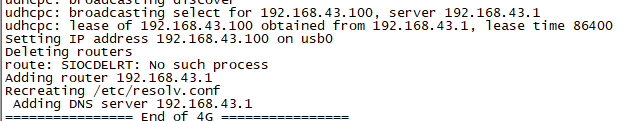 udhcpc: broadcasting discover
udhcpc: broadcasting select for 192.168.43.100, server 192.168.43.1
udhcpc: lease of 192.168.43.100 obtained from 192.168.43.1, lease time 86400
Setting IP address 192.168.43.100 on usb0
Deleting routers
route: SIOCDELRT: No such process
Adding router 192.168.43.1
Recreating /etc/resolv.conf
 Adding DNS server 192.168.43.1
================ End of 4G ================